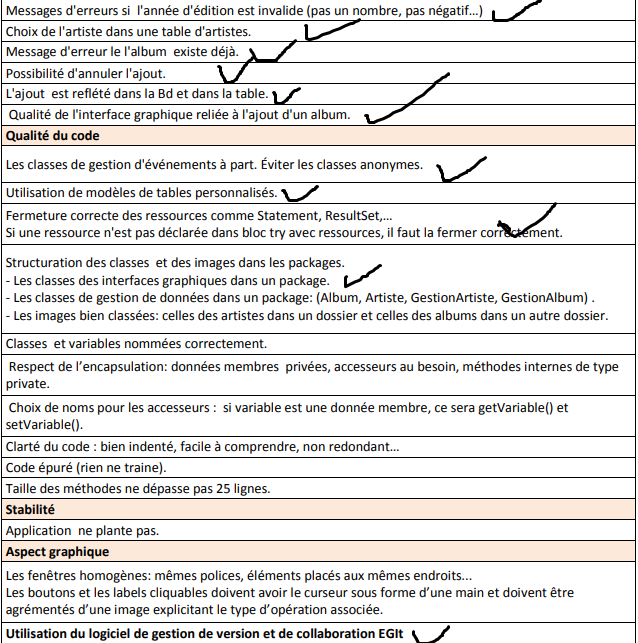 Messages d'erreurs si l'année d'édition est invalide (pas un nombre, pas négatif...)
Choix de l'artiste dans une table d'artistes.
Message d'erreur le l'album existe déjà.
Possibilité d'annuler l'ajout.
L'ajout est reflété dans la Bd et dans la table.
Qualité de l'interface graphique reliée à l'ajout d'un album.
Qualité du code
Les classes de gestion d'événements à part. Éviter les classes anonymes.
Utilisation de modèles de tables personnalisés.
Fermeture correcte des ressources comme Statement, ResultSet,...
Si une ressource n'est pas déclarée dans bloc try avec ressources, il faut la fermer correctement.
Structuration des classes et des images dans les packages.
- Les classes des interfaces graphiques dans un package.
- Les classes de gestion de données dans un package: (Album, Artiste, GestionArtiste, GestionAlbum) .
- Les images bien classées: celles des artistes dans un dossier et celles des albums dans un autre dossier.
Classes et variables nommées correctement.
Respect de l’encapsulation: données membres privées, accesseurs au besoin, méthodes internes de type
private.
Choix de noms pour les accesseurs : si variable est une donnée membre, ce sera getVariable() et
setVariable().
Clarté du code : bien indenté, facile à comprendre, non redondant...
Code épuré (rien ne traine).
Taille des méthodes ne dépasse pas 25 lignes.
Stabilité
Application ne plante pas.
Aspect graphique
Les fenêtres homogènes: mêmes polices, éléments placés aux mêmes endroits...
Les boutons et les labels cliquables doivent avoir le curseur sous forme d’une main et doivent être
agrémentés d’une image explicitant le type d’opération associée.
Utilisation du logiciel de gestion de version et de collaboration EGIt